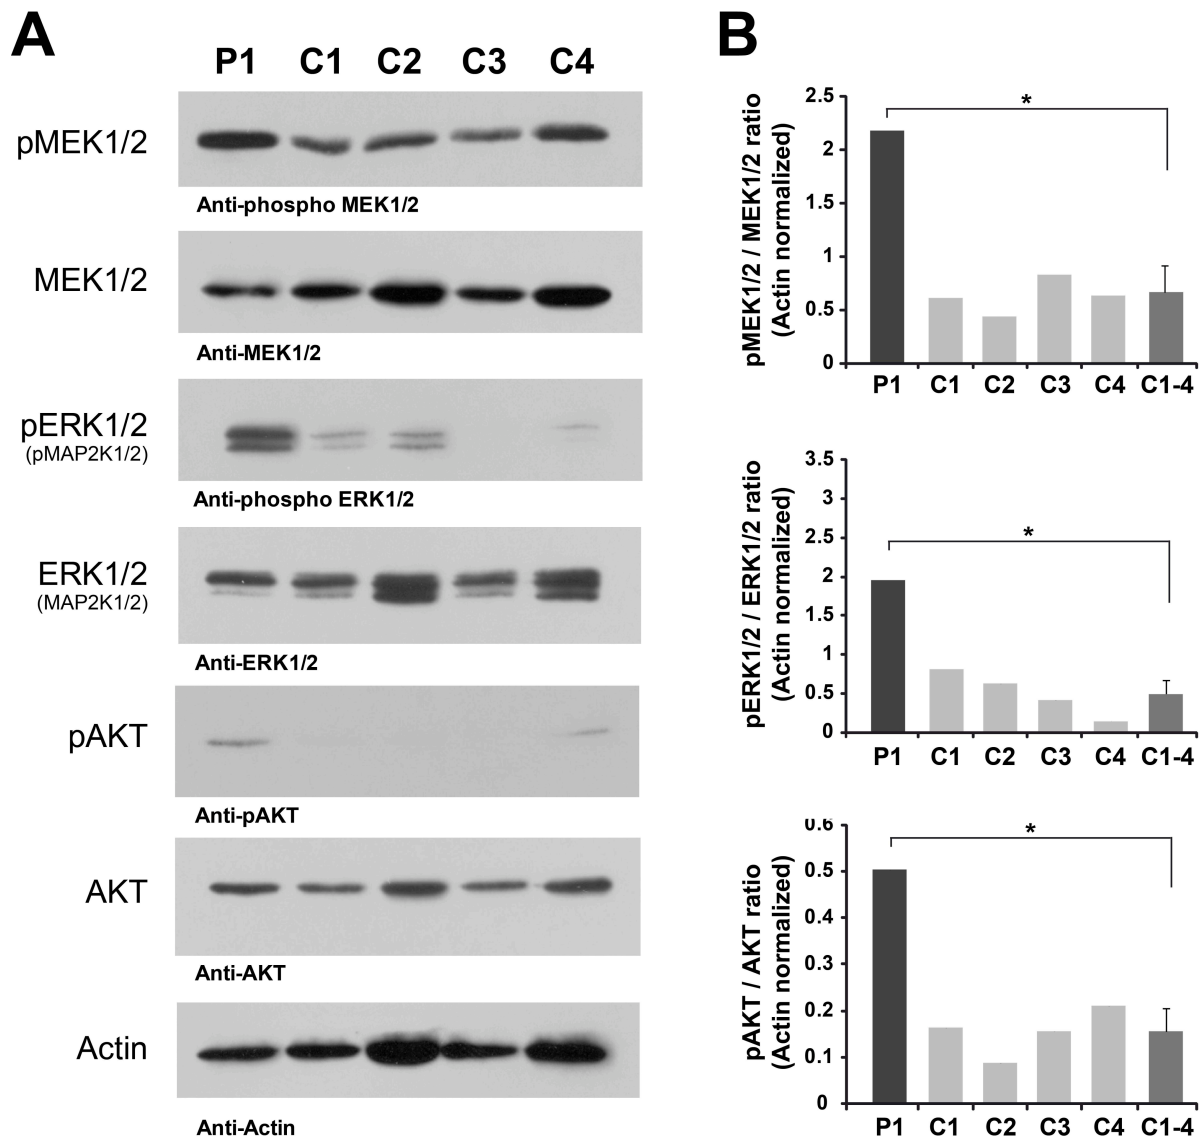 A
P1 C1 C2 C3 C4
pMEK1/2
Anti-phospho MEK1/2
MEK1/2
Anti-MEK1/2
pERK1/2
(pMAP2K1/2)
Anti-phospho ERK1/2
ERK1/2
(MAP2K1/2)
Anti-ERK1/2
pAKT
Anti-pAKT
AKT
Anti-AKT
Actin
Anti-Actin
B
pMEK1/2 / MEK1/2 ratio
(Actin normalized)
2.5
2
1.5
1
0.5
0
*
P1 C1 C2 C3 C4 C1-4
pERK1/2 / ERK1/2 ratio
(Actin normalized)
3.5
3
2.5
2
1.5
1
0.5
0
*
P1 C1 C2 C3 C4 C1-4
pAKT / AKT ratio
(Actin normalized)
0.6
0.5
0.4
0.3
0.2
0.1
0
*
P1 C1 C2 C3 C4 C1-4